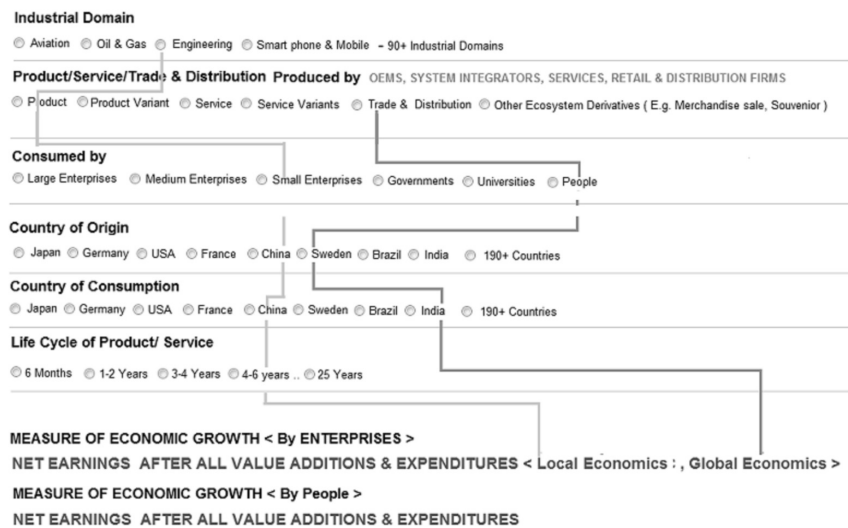 Industrial Domain
Aviation Oil & Gas Engineering Smart phone & Mobile - 90+ Industrial Domains
Product/Service/Trade & Distribution Produced by OEMS, SYSTEM INTEGRATORS, SERVICES, RETAIL & DISTRIBUTION FIRMS
Product Product Variant Service Service Variants Trade & Distribution Other Ecosystem Derivatives ( E.g. Merchandise sale, Souvenior )
Consumed by
Large Enterprises Medium Enterprises Small Enterprises Governments Universities People
Country of Origin
Japan Germany USA France China Sweden Brazil India 190+ Countries
Country of Consumption
Japan Germany USA France China Sweden Brazil India 190+ Countries
Life Cycle of Product/ Service
6 Months 1-2 Years 3-4 Years 4-6 years .. 25 Years
MEASURE OF ECONOMIC GROWTH < By ENTERPRISES >
NET EARNINGS AFTER ALL VALUE ADDITIONS & EXPENDITURES < Local Economics : , Global Economics >
MEASURE OF ECONOMIC GROWTH < By People >
NET EARNINGS AFTER ALL VALUE ADDITIONS & EXPENDITURES